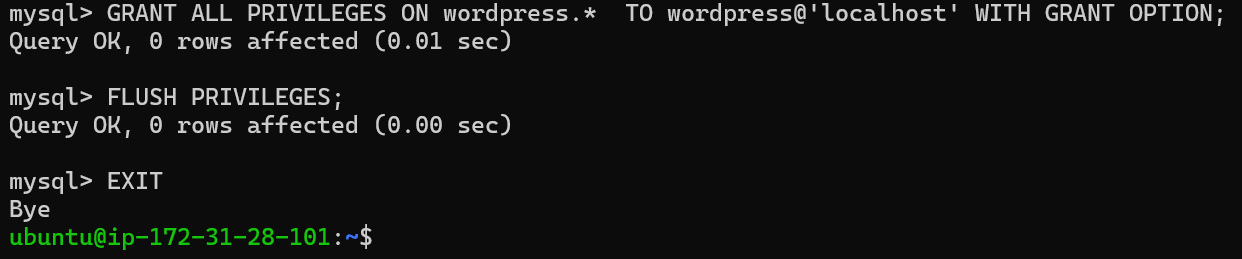 mysql> GRANT ALL PRIVILEGES ON wordpress.*  TO wordpress@'localhost' WITH GRANT OPTION;
Query OK, 0 rows affected (0.01 sec)
mysql> FLUSH PRIVILEGES;
Query OK, 0 rows affected (0.00 sec)
mysql> EXIT
Bye
ubuntu@ip-172-31-28-101:~$